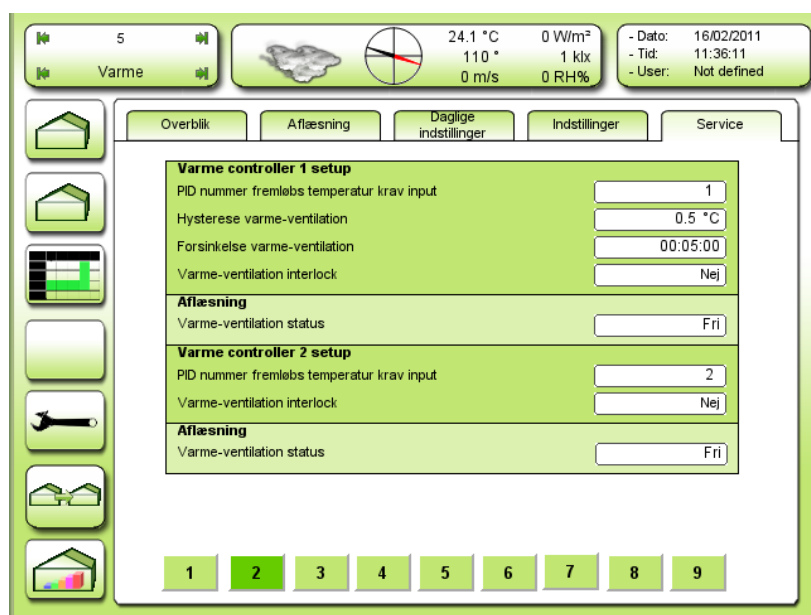 5
Varme
24.1 °C 0 W/m²
110 ° 1 klx
0 m/s 0 RH%
- Dato: 16/02/2011
- Tid: 11:36:11
- User: Not defined
Overblik Aflæsning Daglige indstillinger Indstillinger Service
Varme controller 1 setup
PID nummer fremløbs temperatur krav input 1
Hysterese varme-ventilation 0.5 °C
Forsinkelse varme-ventilation 00:05:00
Varme-ventilation interlock Nej
Aflæsning
Varme-ventilation status Fri
Varme controller 2 setup
PID nummer fremløbs temperatur krav input 2
Varme-ventilation interlock Nej
Aflæsning
Varme-ventilation status Fri
1 2 3 4 5 6 7 8 9